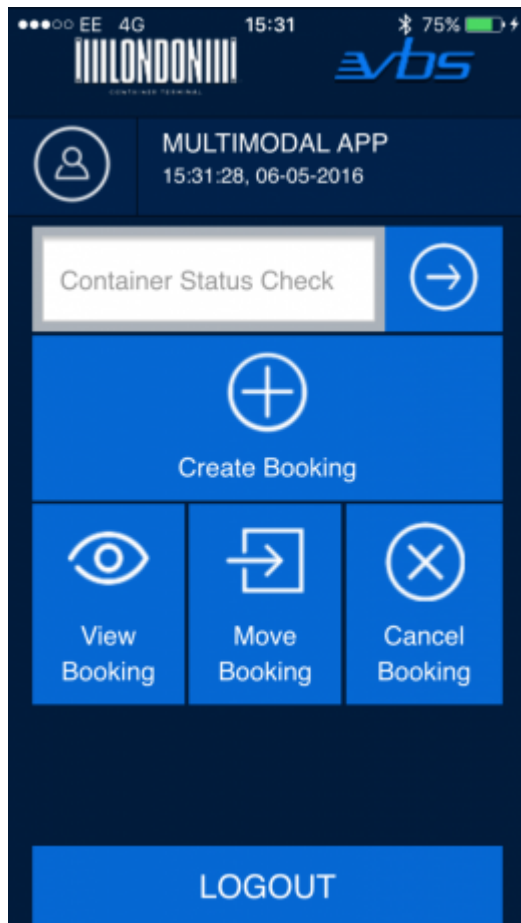 EE 4G 15:31 75%
LONDON vbs
CONTAINER TERMINAL
MULTIMODAL APP
15:31:28, 06-05-2016
Container Status Check
Create Booking
View Booking
Move Booking
Cancel Booking
LOGOUT